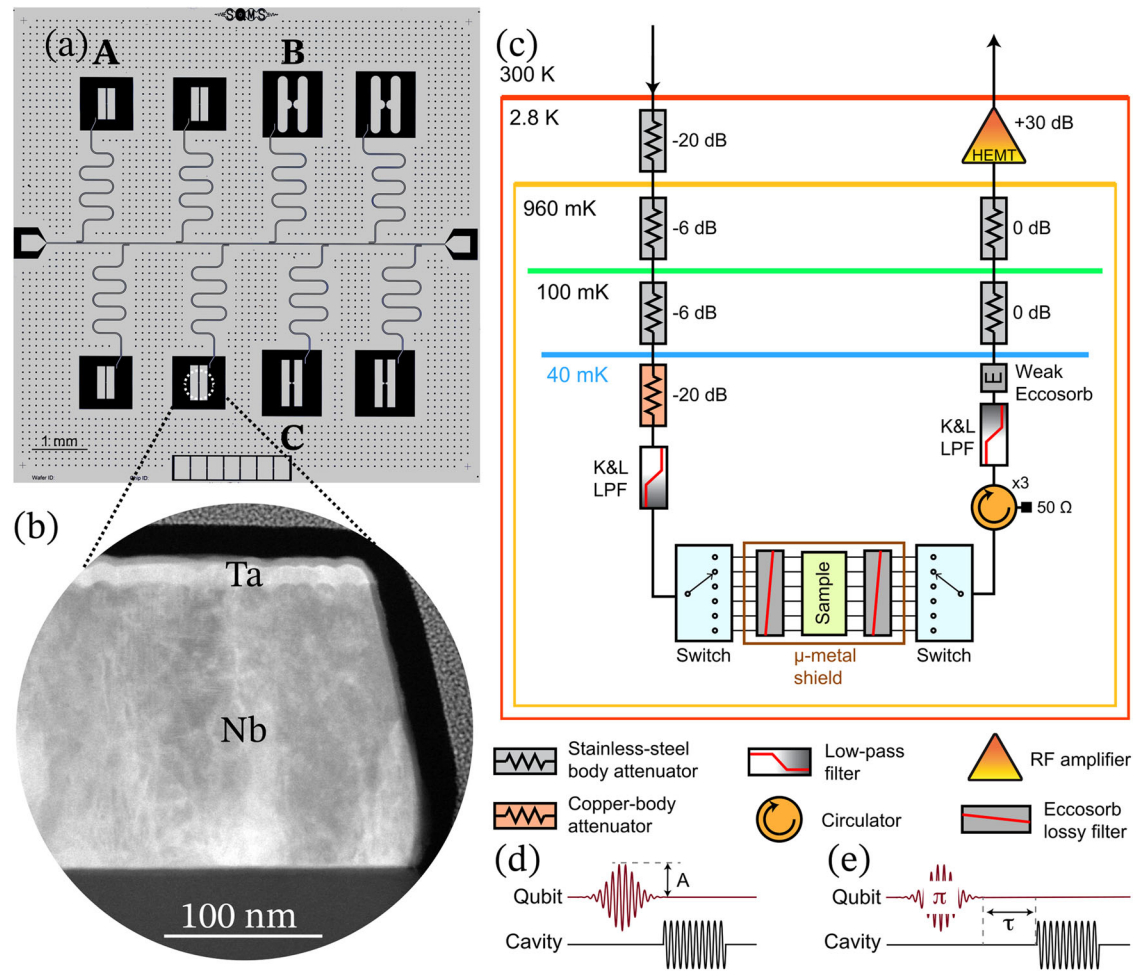 SQMS
(a)
A
B
C
1 mm
Wafer ID:
Chip ID:
(b)
Ta
Nb
100 nm
(c)
300 K
2.8 K
-20 dB
+30 dB
HEMT
960 mK
-6 dB
0 dB
100 mK
-6 dB
0 dB
40 mK
-20 dB
E
Weak
Eccosorb
K&L
LPF
K&L
LPF
x3
50 Ω
Sample
Switch
μ-metal
shield
Switch
Stainless-steel
body attenuator
Low-pass
filter
RF amplifier
Copper-body
attenuator
Circulator
Eccosorb
lossy filter
(d)
A
Qubit
Cavity
(e)
Qubit
π
τ
Cavity